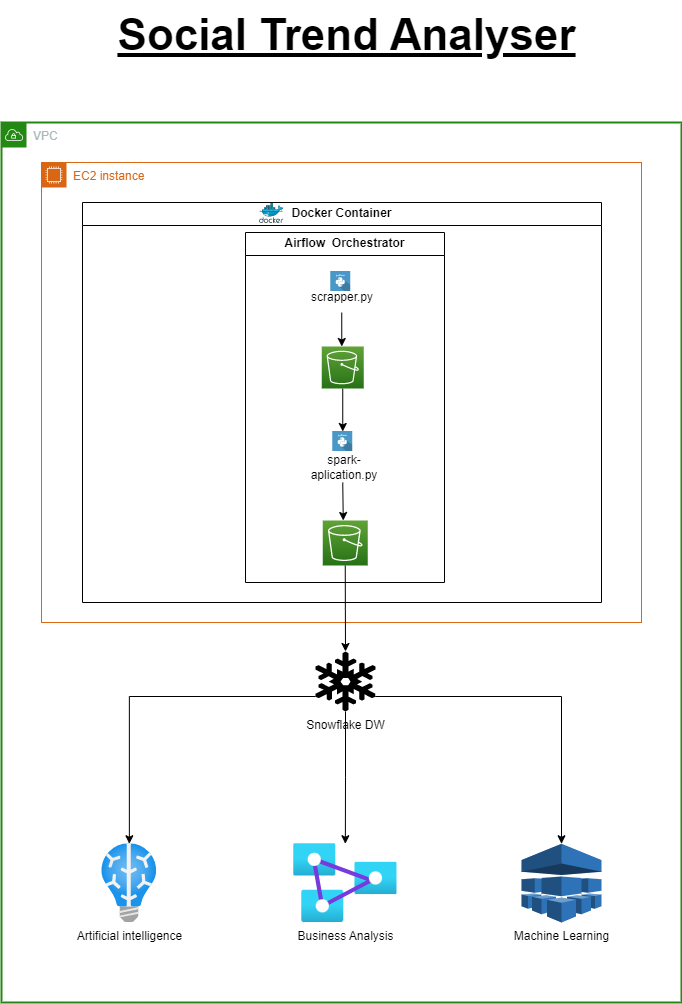 Social Trend Analyser
VPC
EC2 instance
docker
Docker Container
Airflow Orchestrator
scrapper.py
spark-
aplication.py
Snowflake DW
Artificial intelligence
Business Analysis
Machine Learning